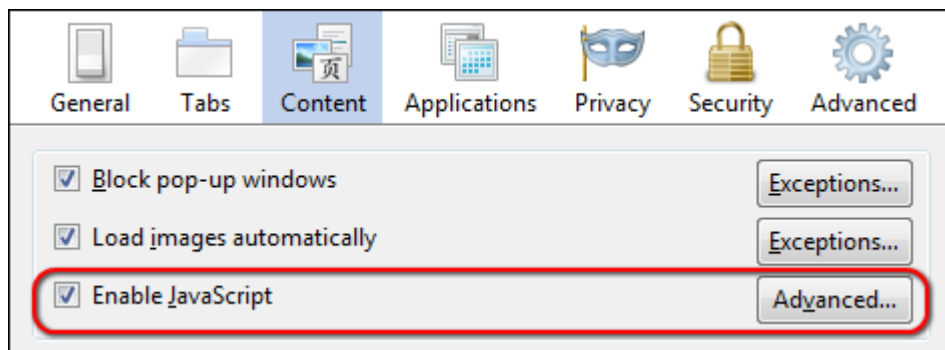 页
General Tabs Content Applications Privacy Security Advanced
Block pop-up windows Exceptions...
Load images automatically Exceptions...
Enable JavaScript Advanced...